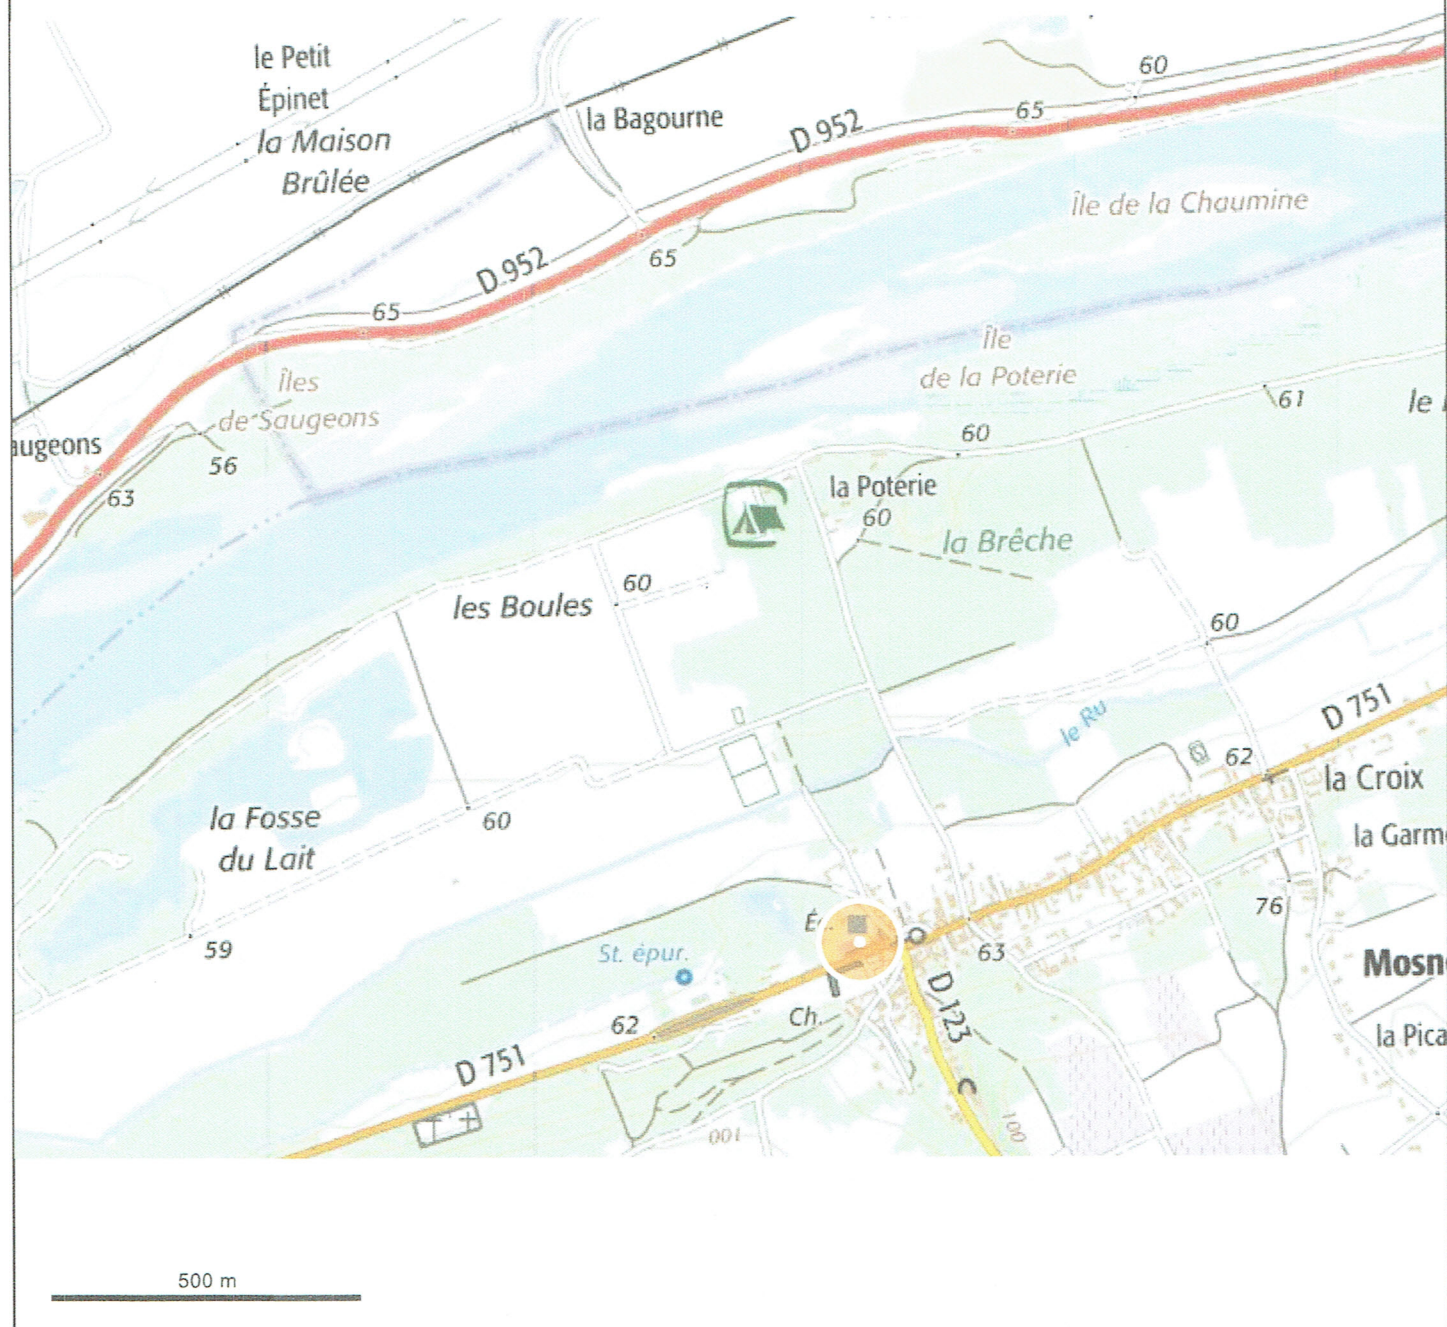 le Petit
Épinet
la Maison
Brûlée
la Bagourne
D 952
65
60
Île de la Chaumine
D 952
65
65
Îles
de Saugeons
augeons
56
63
Île
de la Poterie
61
le
60
la Poterie
60
la Brêche
les Boules
60
60
le Ru
D 751
62
la Croix
la Garm
la Fosse
du Lait
60
59
76
St. épur.
63
Mosn
D 123
Ch.
62
la Pica
D 751
100
100
500 m